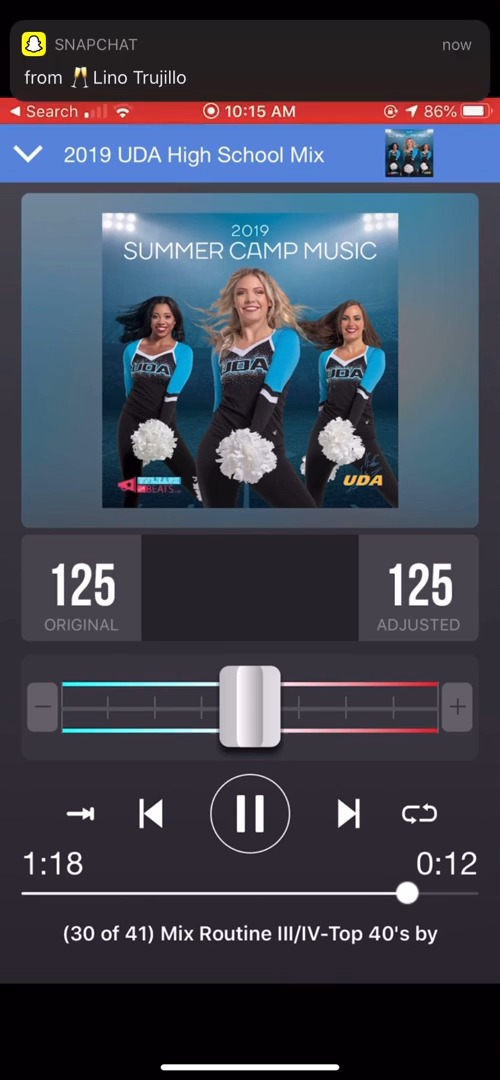 SNAPCHAT now
from 🥂Lino Trujillo
Search 10:15 AM 86%
2019 UDA High School Mix
2019
SUMMER CAMP MUSIC
UDA UDA UDA
BEATS
UDA
125 125
ORIGINAL ADJUSTED
1:18 0:12
(30 of 41) Mix Routine III/IV-Top 40's by